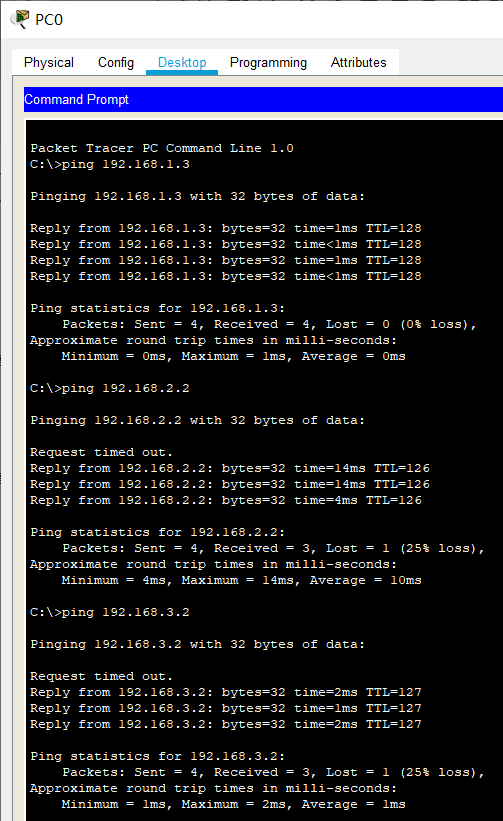 PC0
Physical Config Desktop Programming Attributes
Command Prompt
Packet Tracer PC Command Line 1.0
C:\>ping 192.168.1.3
Pinging 192.168.1.3 with 32 bytes of data:
Reply from 192.168.1.3: bytes=32 time=1ms TTL=128
Reply from 192.168.1.3: bytes=32 time<1ms TTL=128
Reply from 192.168.1.3: bytes=32 time=1ms TTL=128
Reply from 192.168.1.3: bytes=32 time<1ms TTL=128
Ping statistics for 192.168.1.3:
Packets: Sent = 4, Received = 4, Lost = 0 (0% loss),
Approximate round trip times in milli-seconds:
Minimum = 0ms, Maximum = 1ms, Average = 0ms
C:\>ping 192.168.2.2
Pinging 192.168.2.2 with 32 bytes of data:
Request timed out.
Reply from 192.168.2.2: bytes=32 time=14ms TTL=126
Reply from 192.168.2.2: bytes=32 time=14ms TTL=126
Reply from 192.168.2.2: bytes=32 time=4ms TTL=126
Ping statistics for 192.168.2.2:
Packets: Sent = 4, Received = 3, Lost = 1 (25% loss),
Approximate round trip times in milli-seconds:
Minimum = 4ms, Maximum = 14ms, Average = 10ms
C:\>ping 192.168.3.2
Pinging 192.168.3.2 with 32 bytes of data:
Request timed out.
Reply from 192.168.3.2: bytes=32 time=2ms TTL=127
Reply from 192.168.3.2: bytes=32 time=1ms TTL=127
Reply from 192.168.3.2: bytes=32 time=2ms TTL=127
Ping statistics for 192.168.3.2:
Packets: Sent = 4, Received = 3, Lost = 1 (25% loss),
Approximate round trip times in milli-seconds:
Minimum = 1ms, Maximum = 2ms, Average = 1ms